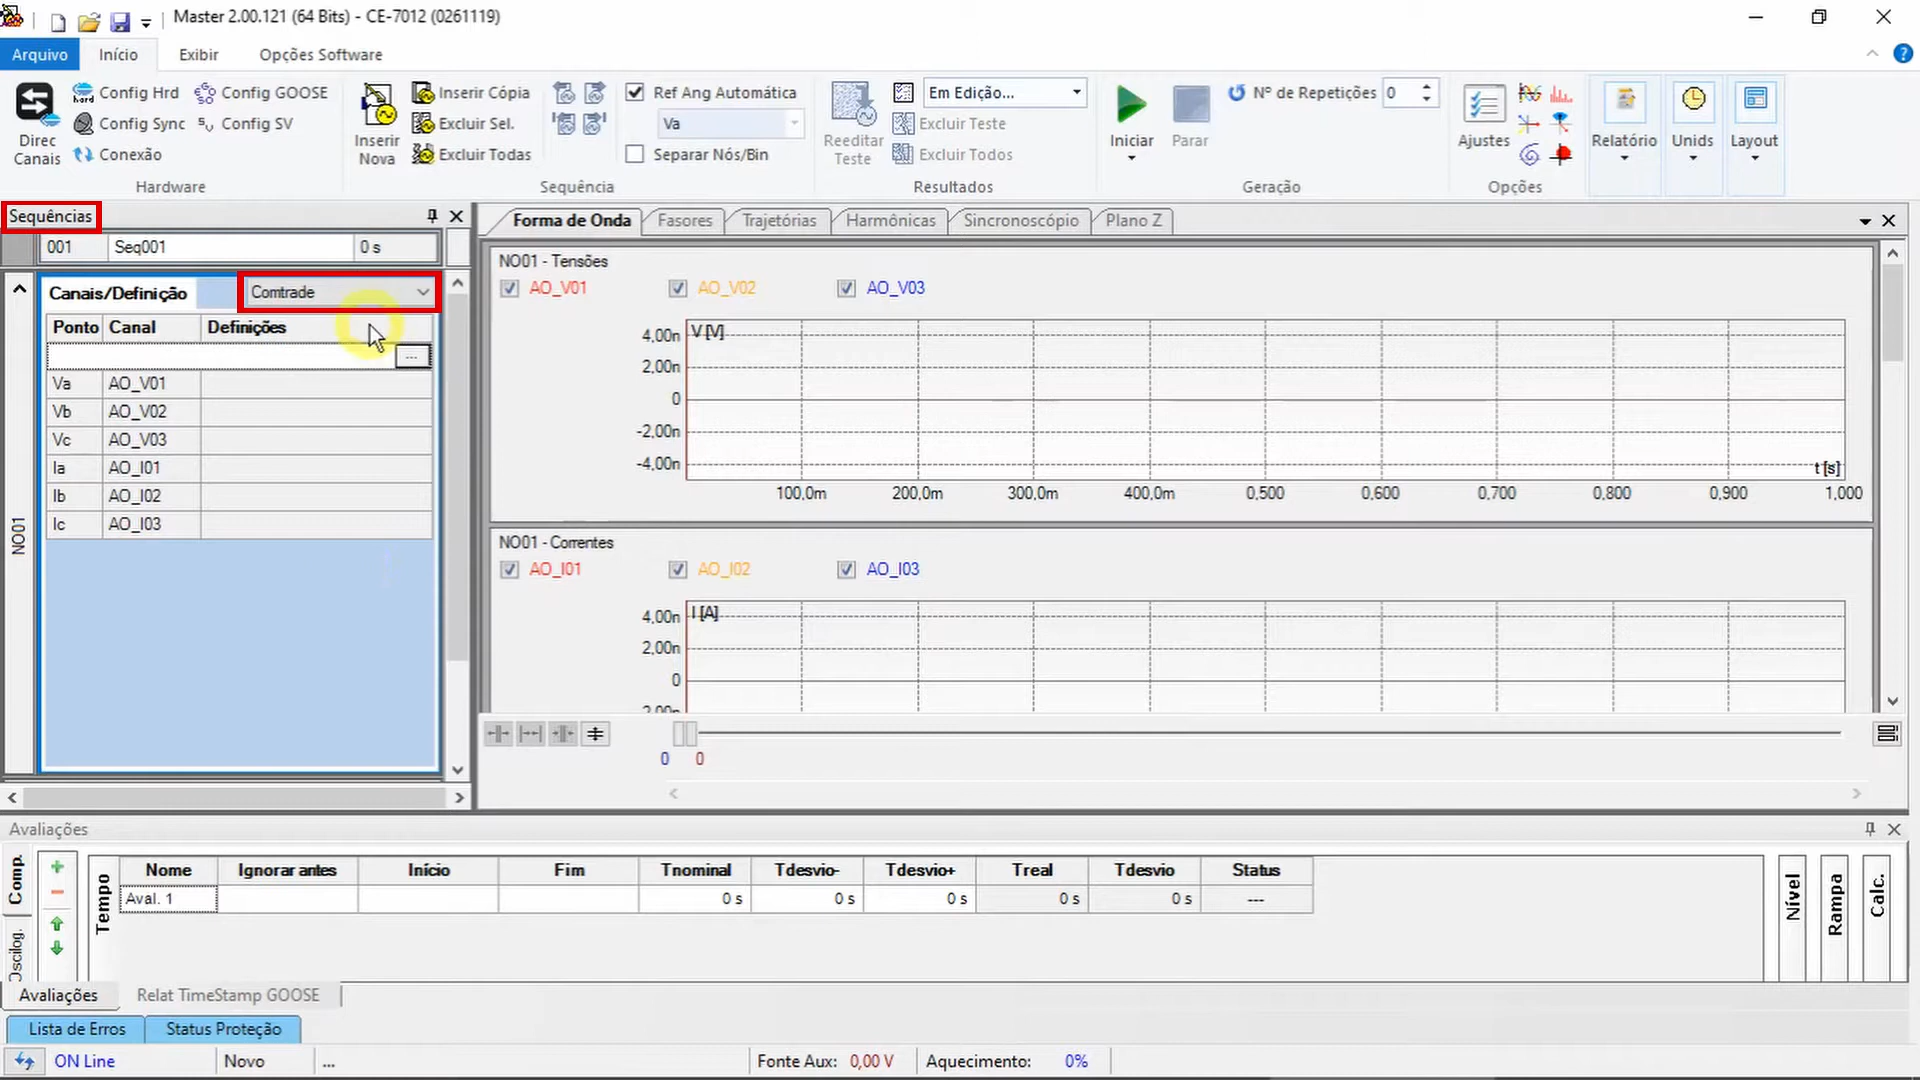 Master 2.00.121 (64 Bits) - CE-7012 (0261119)
Arquivo Início Exibir Opções Software
Direc Canais
Config Hrd Config GOOSE
Config Sync Config SV
Conexão
Hardware
Inserir Nova
Inserir Cópia
Excluir Sel.
Excluir Todas
Ref Ang Automática
Va
Separar Nós/Bin
Sequência
Reeditar Teste
Em Edição...
Excluir Teste
Excluir Todos
Resultados
Iniciar Parar
Nº de Repetições 0
Geração
Ajustes
Opções
Relatório Unids Layout
Sequências
001 Seq001 0 s
Canais/Definição Comtrade
Ponto Canal Definições
...
Va AO_V01
Vb AO_V02
Vc AO_V03
Ia AO_I01
Ib AO_I02
Ic AO_I03
NO01
Forma de Onda Fasores Trajetórias Harmônicas Sincronoscópio Plano Z
NO01 - Tensões
AO_V01 AO_V02 AO_V03
V [V]
4,00n
2,00n
0
-2,00n
-4,00n
t [s]
100,0m 200,0m 300,0m 400,0m 0,500 0,600 0,700 0,800 0,900 1,000
NO01 - Correntes
AO_I01 AO_I02 AO_I03
I [A]
4,00n
2,00n
0
0 0
Avaliações
Comp.
Oscilog.
Tempo
Nome Ignorar antes Início Fim Tnominal Tdesvio- Tdesvio+ Treal Tdesvio Status
Aval. 1 0 s 0 s 0 s 0 s 0 s ---
Nível
Rampa
Calc.
Avaliações Relat TimeStamp GOOSE
Lista de Erros Status Proteção
ON Line Novo ... Fonte Aux: 0,00 V Aquecimento: 0%